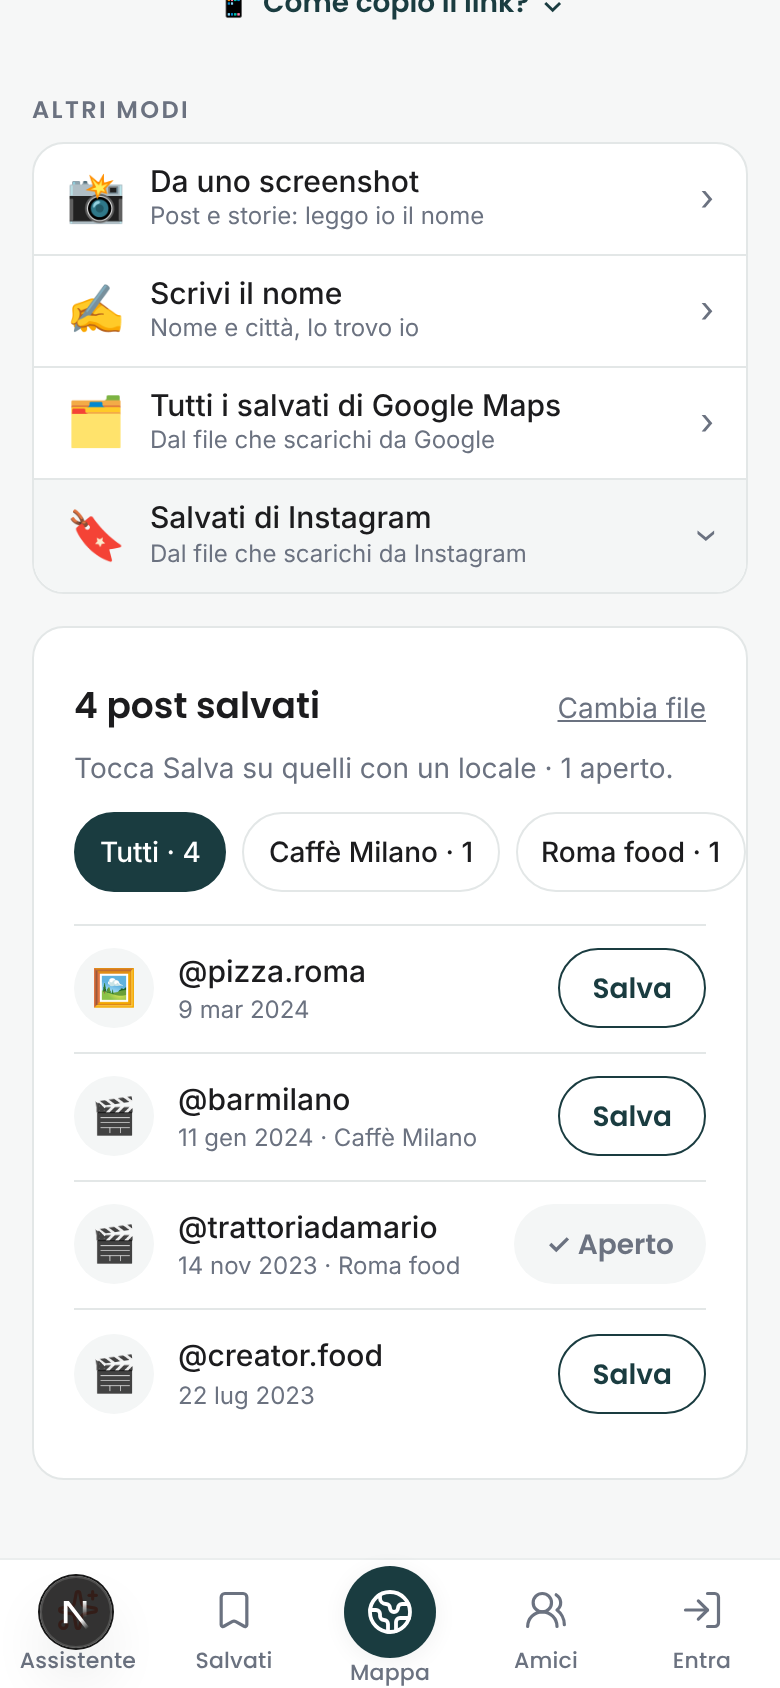 Come copio il link?
ALTRI MODI
Da uno screenshot
Post e storie: leggo io il nome
Scrivi il nome
Nome e città, lo trovo io
Tutti i salvati di Google Maps
Dal file che scarichi da Google
Salvati di Instagram
Dal file che scarichi da Instagram
4 post salvati
Cambia file
Tocca Salva su quelli con un locale · 1 aperto.
Tutti · 4
Caffè Milano · 1
Roma food · 1
@pizza.roma
9 mar 2024
Salva
@barmilano
11 gen 2024 · Caffè Milano
Salva
@trattoriadamario
14 nov 2023 · Roma food
✓ Aperto
@creator.food
22 lug 2023
Salva
N
Assistente
Salvati
Mappa
Amici
Entra